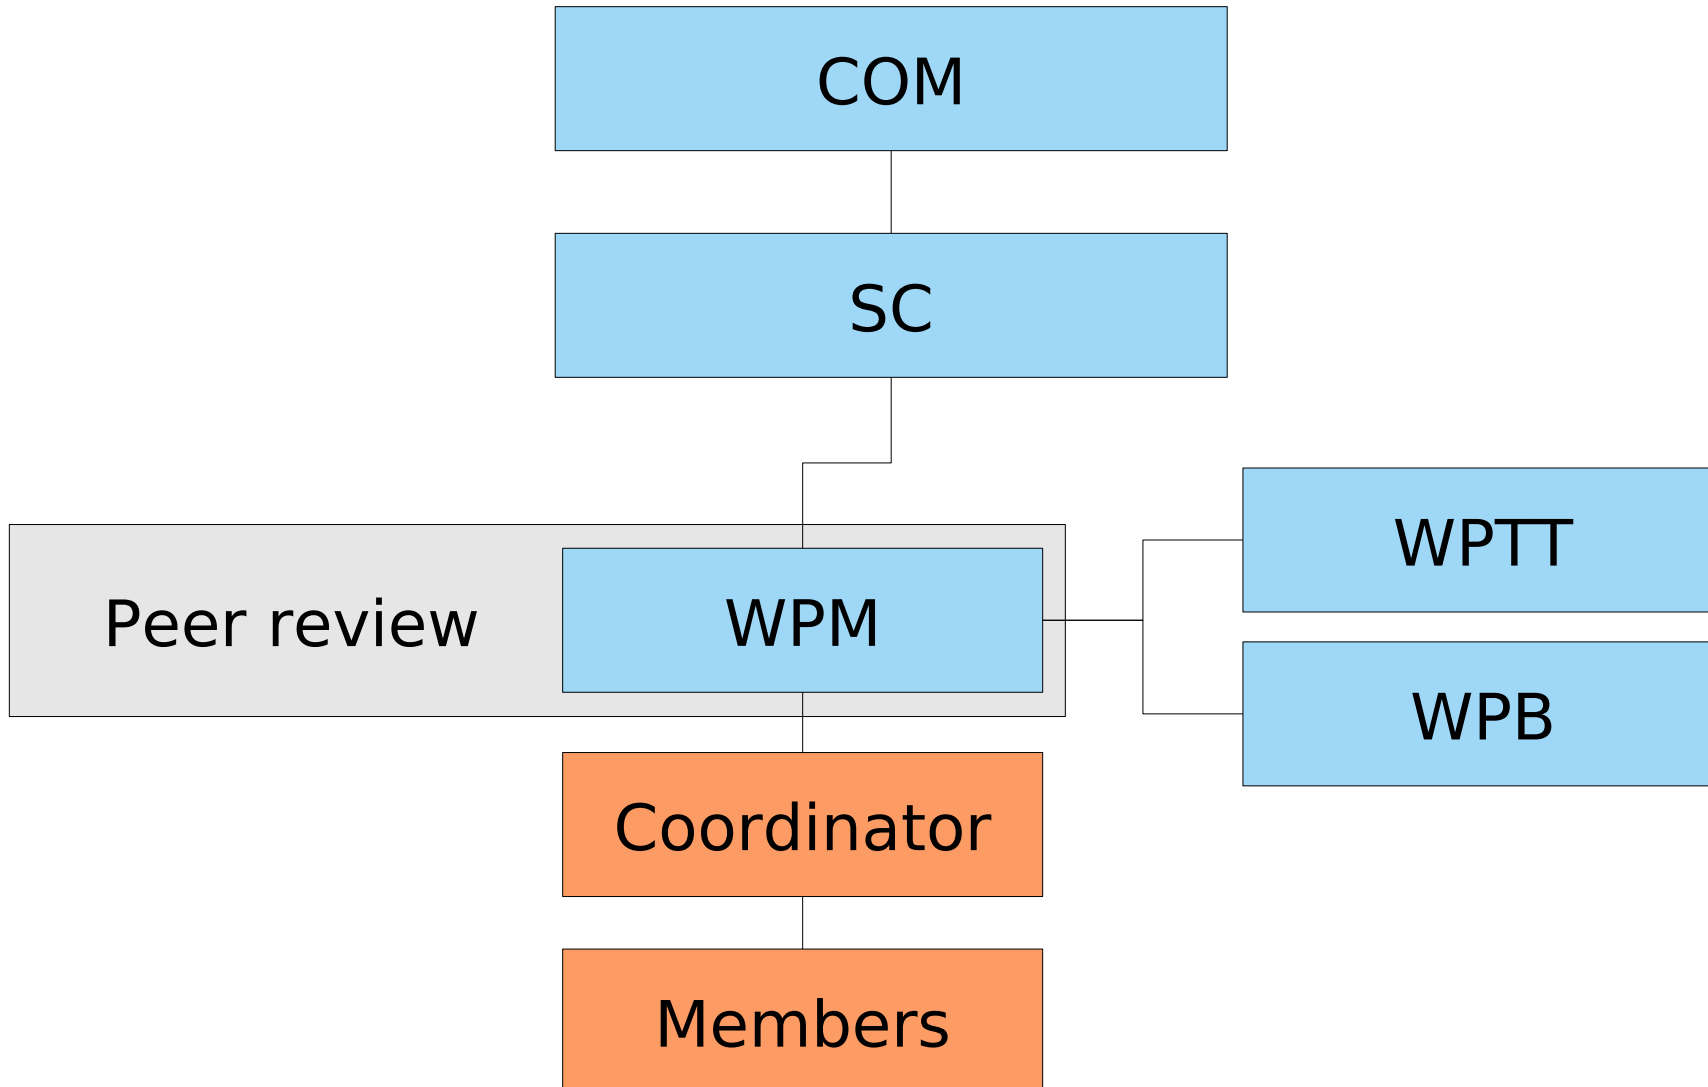 COM
SC
WPTT
Peer review
WPM
WPB
Coordinator
Members